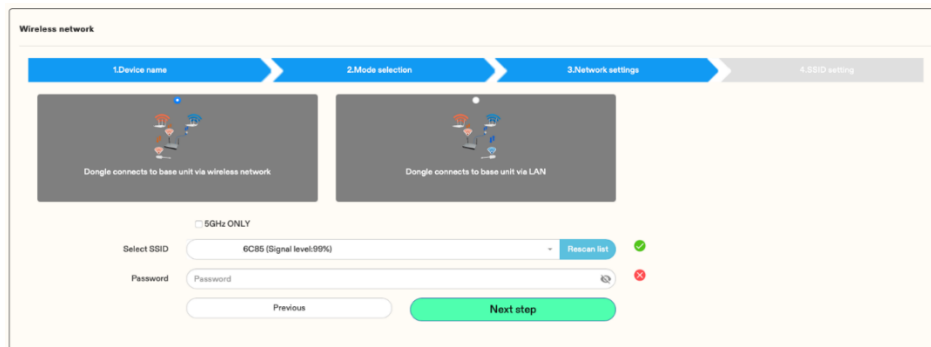 Wireless network
1.Device name
2.Mode selection
3.Network settings
4.SSID setting
Dongle connects to base unit via wireless network
Dongle connects to base unit via LAN
5GHz ONLY
Select SSID
6C85 (Signal level:99%)
Rescan list
Password
Password
Previous
Next step